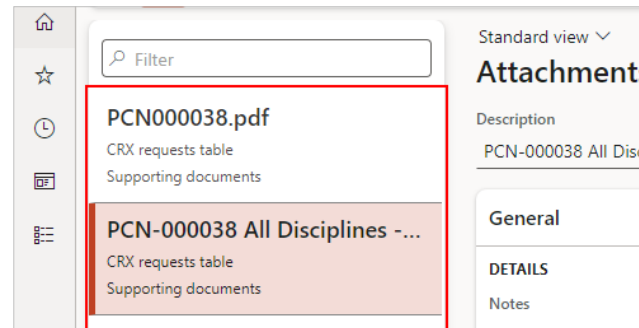 Filter
PCN000038.pdf
CRX requests table
Supporting documents
PCN-000038 All Disciplines -...
CRX requests table
Supporting documents
Standard view
Attachment
Description
PCN-000038 All Disc
General
DETAILS
Notes